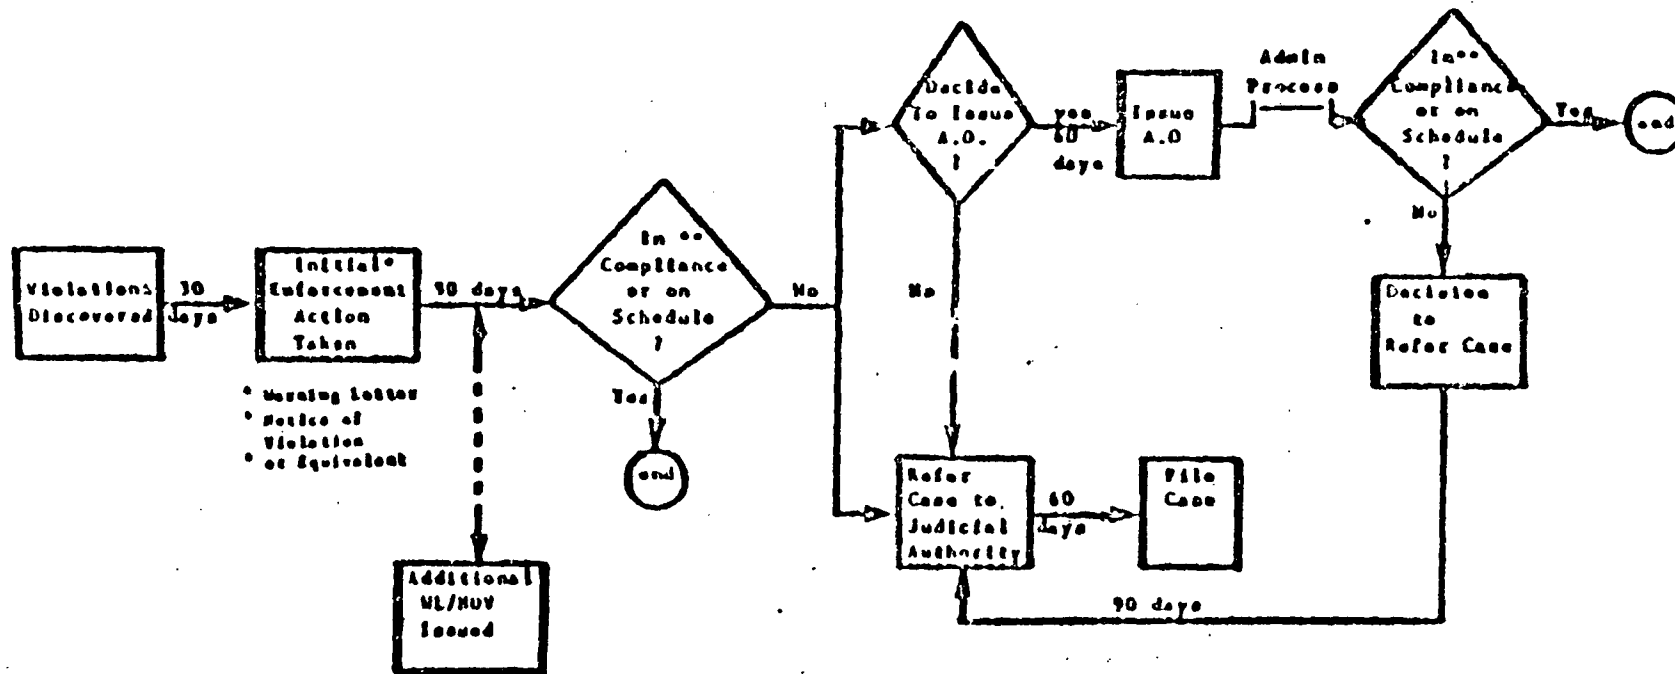 Violations
Discovered
30
days
Initial*
Enforcement
Action
Taken
* Warning Letter
* Notice of
Violation
* or Equivalent
90 days
Additional
WL/NOV
Issued
In **
Compliance
or on
Schedule
?
Yes
end
No
Decide
To Issue
A.O.
?
yes
60
days
Issue
A.O
Admin
Process
In**
Compliance
or on
Schedule
?
Yes
end
No
Decision
to
Refer Case
90 days
No
Refer
Case to
Judicial
Authority
60
days
File
Case